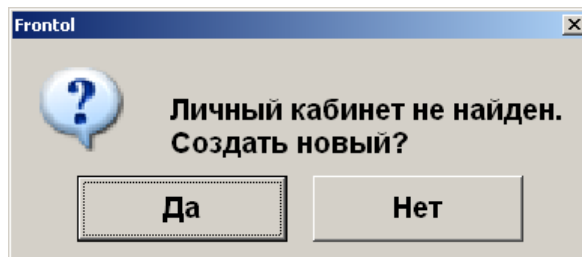 Frontol
Личный кабинет не найден.
Создать новый?
Да
Нет